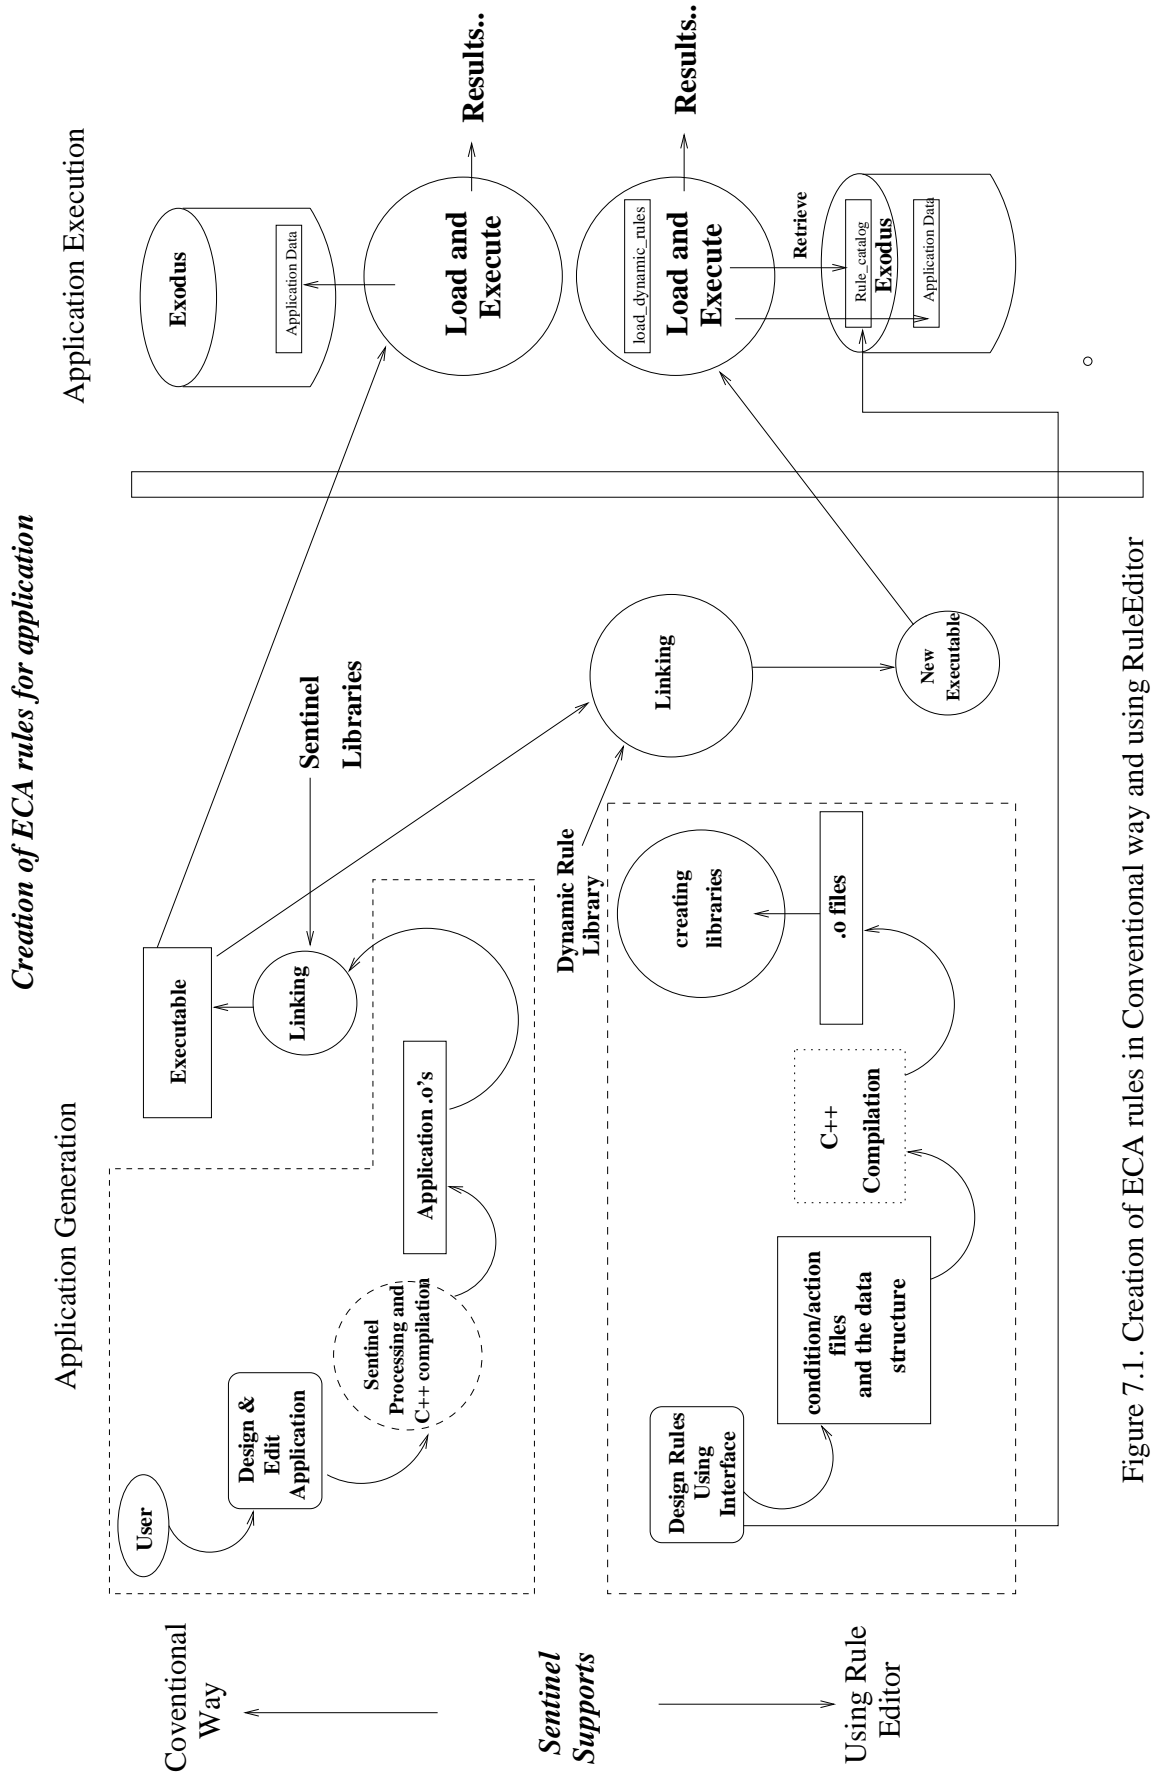 Creation of ECA rules for application
Application Generation
Application Execution
Coventional
Way
User
Design &
Edit
Application
Sentinel
Processing and
C++ compilation
Application .o's
Linking
Executable
Sentinel
Libraries
Exodus
Application Data
Load and
Execute
Results..
Sentinel
Supports
Using Rule
Editor
Design Rules
Using
Interface
condition/action
files
and the data
structure
C++
Compilation
.o files
creating
libraries
Dynamic Rule
Library
Linking
New
Executable
load_dynamic_rules
Load and
Execute
Results..
Retrieve
Rule_catalog
Exodus
Application Data
Figure 7.1. Creation of ECA rules in Conventional way and using RuleEditor